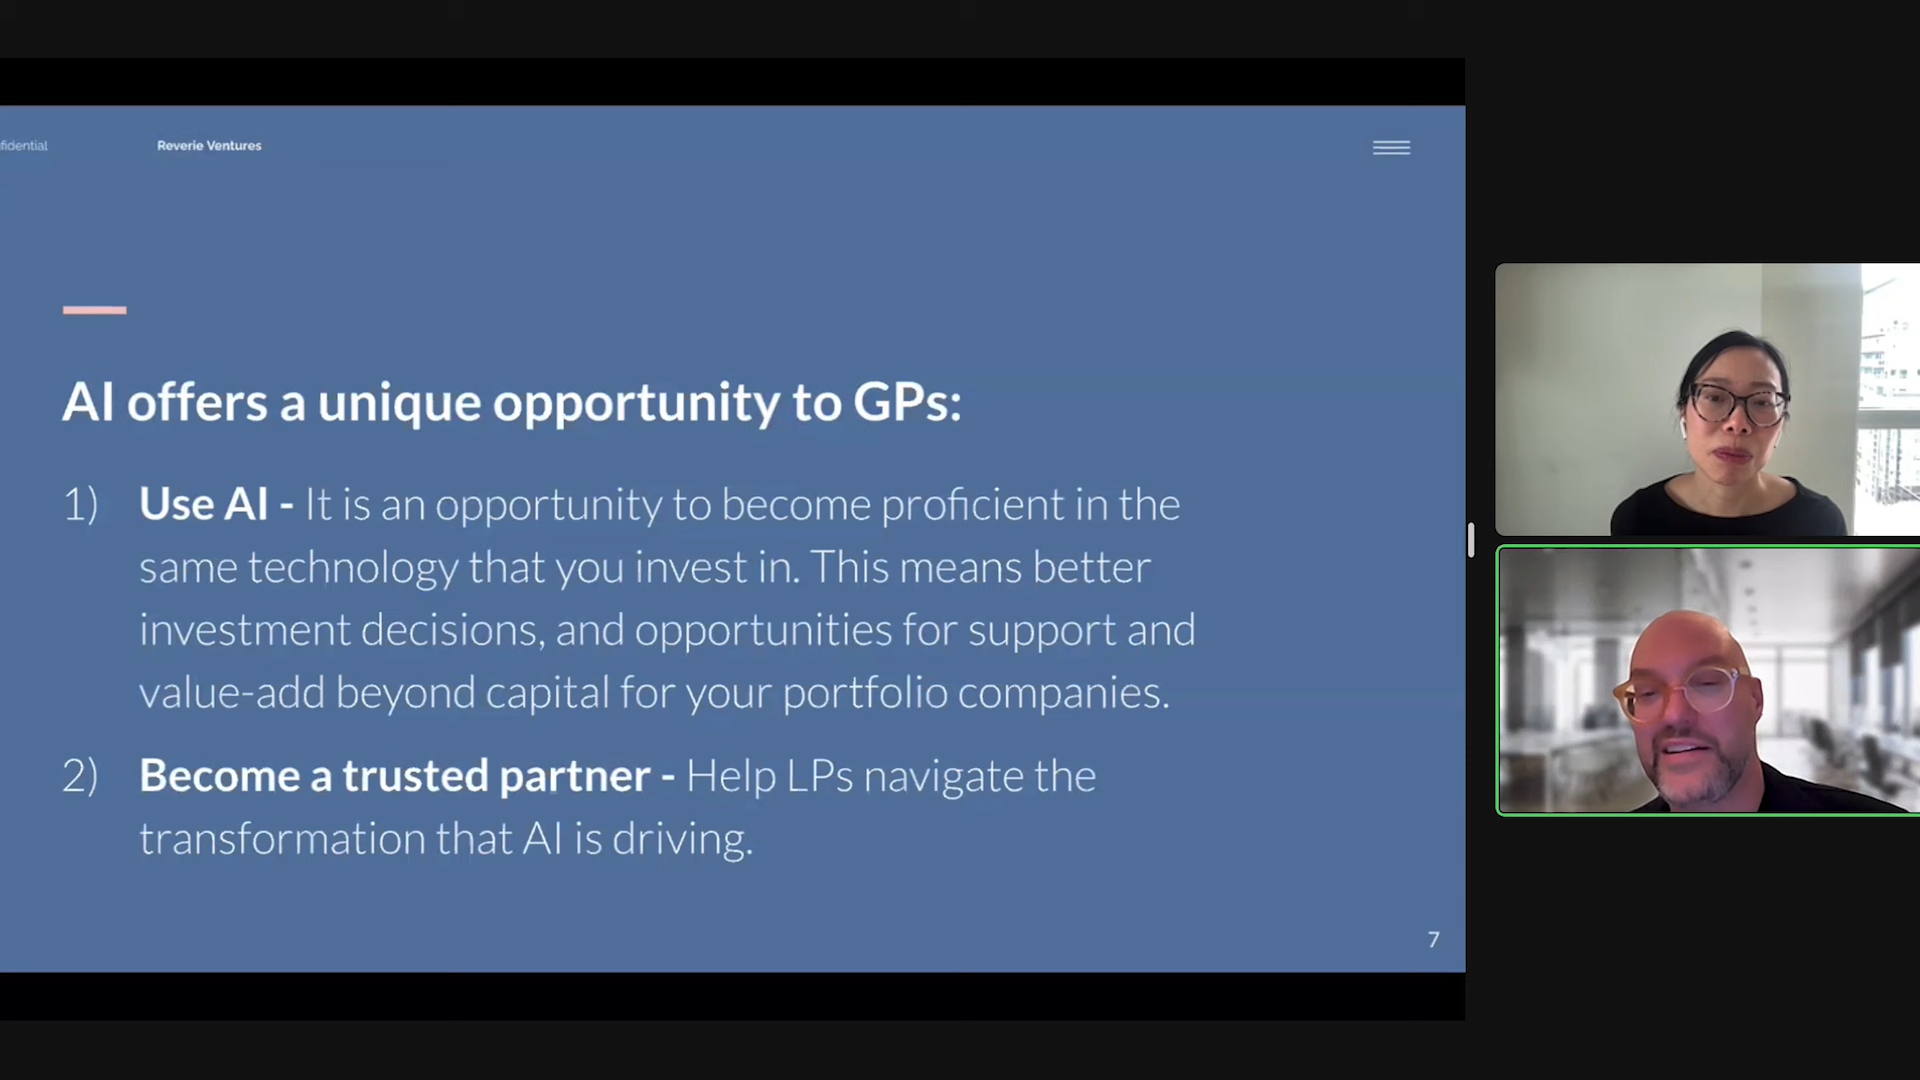 fidential
Reverie Ventures
AI offers a unique opportunity to GPs:
1) Use AI - It is an opportunity to become proficient in the
same technology that you invest in. This means better
investment decisions, and opportunities for support and
value-add beyond capital for your portfolio companies.
2) Become a trusted partner - Help LPs navigate the
transformation that AI is driving.
7